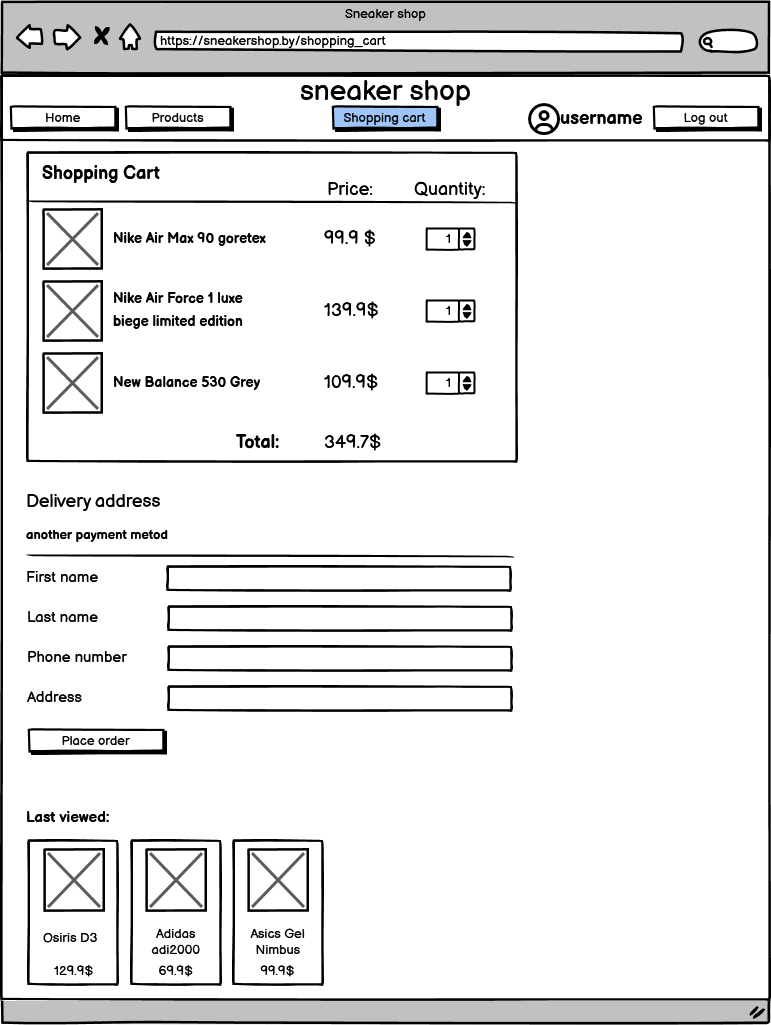 Sneaker shop
https://sneakershop.by/shopping_cart
sneaker shop
Home Products Shopping cart username Log out
Shopping Cart
Price: Quantity:
Nike Air Max 90 goretex 99.9 $ 1
Nike Air Force 1 luxe
biege limited edition 139.9$ 1
New Balance 530 Grey 109.9$ 1
Total: 349.7$
Delivery address
another payment metod
First name
Last name
Phone number
Address
Place order
Last viewed:
Osiris D3
129.9$
Adidas
adi2000
69.9$
Asics Gel
Nimbus
99.9$